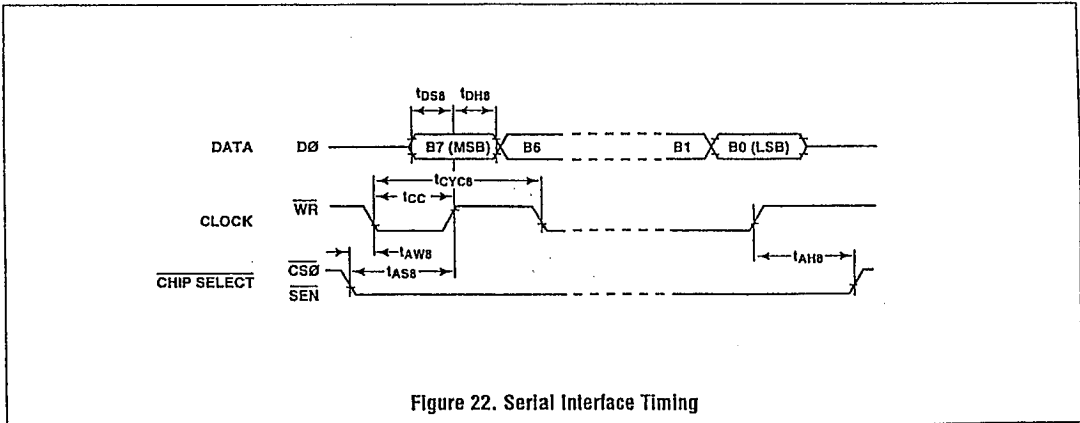 tDS8 tDH8
DATA DØ B7 (MSB) B6 B1 B0 (LSB)
tCYC8
tCC
CLOCK WR
tAW8
tAH8
tAS8
CHIP SELECT CSØ
SEN
Figure 22. Serial Interface Timing